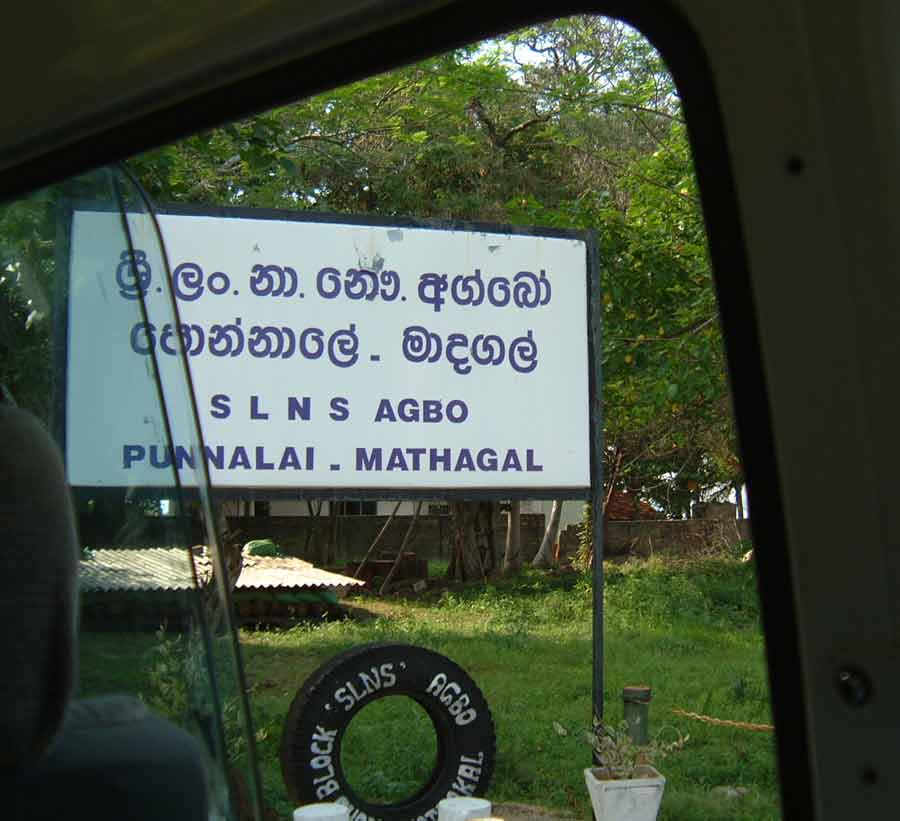 ශ්‍රී.ලං.නා.නෞ.අග්බෝ
පොන්නාලේ - මාදගල්
S L N S AGBO
PUNNALAI - MATHAGAL
BLOCK 'SLNS' AGBO